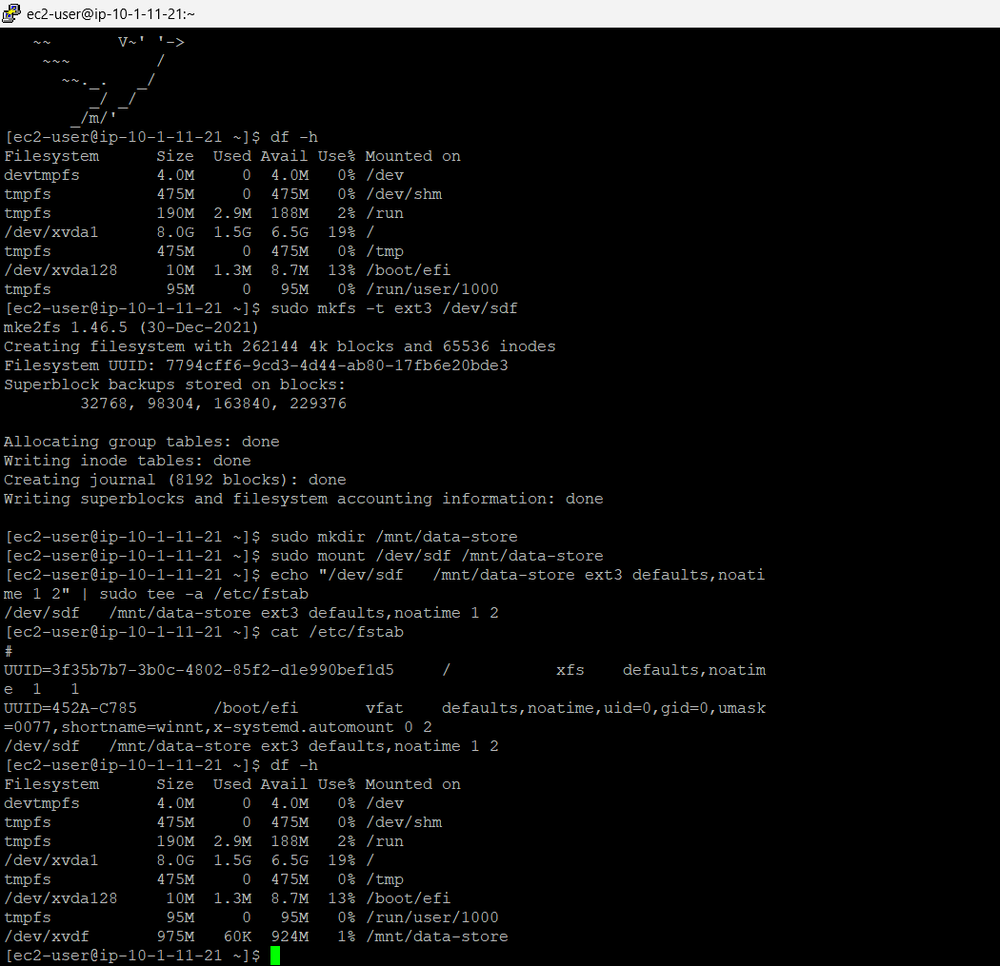 ec2-user@ip-10-1-11-21:~
   ~~       V~' '->
    ~~~         /
      ~~._.   _/
         _/ _/
       _/m/'
[ec2-user@ip-10-1-11-21 ~]$ df -h
Filesystem      Size  Used Avail Use% Mounted on
devtmpfs        4.0M     0  4.0M   0% /dev
tmpfs           475M     0  475M   0% /dev/shm
tmpfs           190M  2.9M  188M   2% /run
/dev/xvda1      8.0G  1.5G  6.5G  19% /
tmpfs           475M     0  475M   0% /tmp
/dev/xvda128     10M  1.3M  8.7M  13% /boot/efi
tmpfs            95M     0   95M   0% /run/user/1000
[ec2-user@ip-10-1-11-21 ~]$ sudo mkfs -t ext3 /dev/sdf
mke2fs 1.46.5 (30-Dec-2021)
Creating filesystem with 262144 4k blocks and 65536 inodes
Filesystem UUID: 7794cff6-9cd3-4d44-ab80-17fb6e20bde3
Superblock backups stored on blocks:
        32768, 98304, 163840, 229376

Allocating group tables: done
Writing inode tables: done
Creating journal (8192 blocks): done
Writing superblocks and filesystem accounting information: done

[ec2-user@ip-10-1-11-21 ~]$ sudo mkdir /mnt/data-store
[ec2-user@ip-10-1-11-21 ~]$ sudo mount /dev/sdf /mnt/data-store
[ec2-user@ip-10-1-11-21 ~]$ echo "/dev/sdf   /mnt/data-store ext3 defaults,noati
me 1 2" | sudo tee -a /etc/fstab
/dev/sdf   /mnt/data-store ext3 defaults,noatime 1 2
[ec2-user@ip-10-1-11-21 ~]$ cat /etc/fstab
#
UUID=3f35b7b7-3b0c-4802-85f2-d1e990bef1d5     /           xfs    defaults,noatim
e  1   1
UUID=452A-C785        /boot/efi       vfat    defaults,noatime,uid=0,gid=0,umask
=0077,shortname=winnt,x-systemd.automount 0 2
/dev/sdf   /mnt/data-store ext3 defaults,noatime 1 2
[ec2-user@ip-10-1-11-21 ~]$ df -h
Filesystem      Size  Used Avail Use% Mounted on
devtmpfs        4.0M     0  4.0M   0% /dev
tmpfs           475M     0  475M   0% /dev/shm
tmpfs           190M  2.9M  188M   2% /run
/dev/xvda1      8.0G  1.5G  6.5G  19% /
tmpfs           475M     0  475M   0% /tmp
/dev/xvda128     10M  1.3M  8.7M  13% /boot/efi
tmpfs            95M     0   95M   0% /run/user/1000
/dev/xvdf       975M   60K  924M   1% /mnt/data-store
[ec2-user@ip-10-1-11-21 ~]$